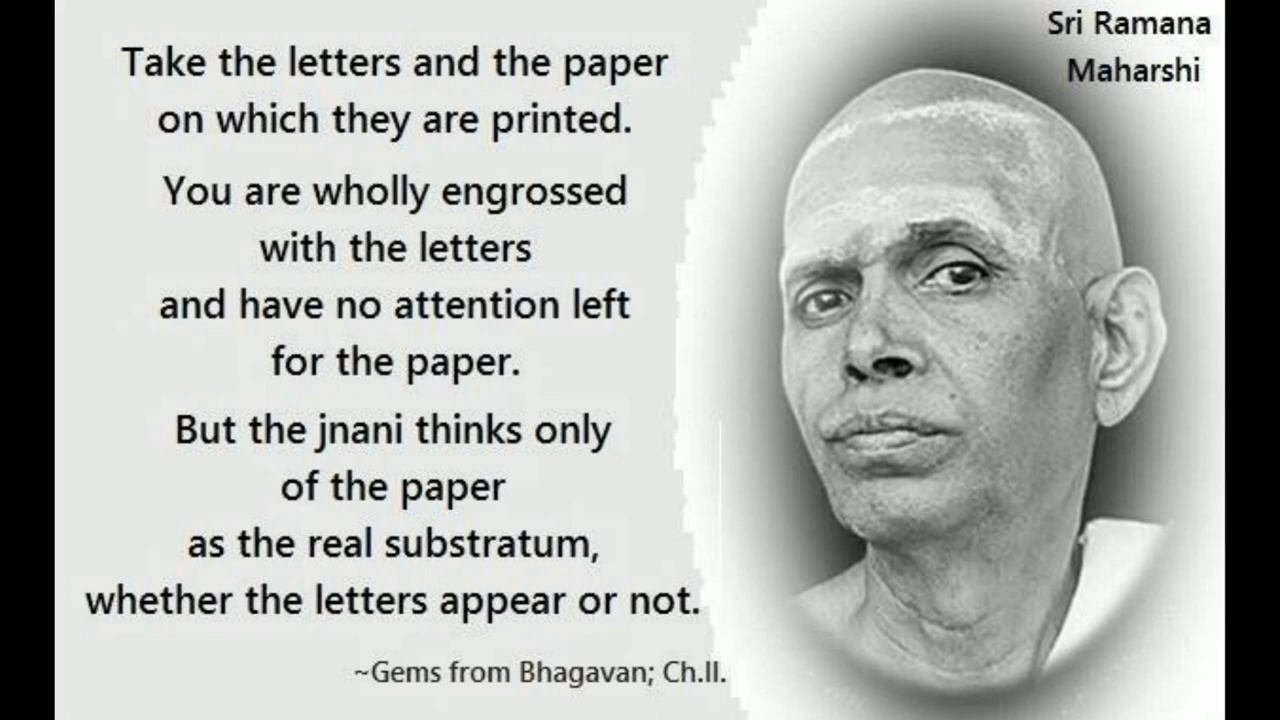 Take the letters and the paper
on which they are printed.
You are wholly engrossed
with the letters
and have no attention left
for the paper.
But the jnani thinks only
of the paper
as the real substratum,
whether the letters appear or not.
~Gems from Bhagavan; Ch.II.
Sri Ramana
Maharshi